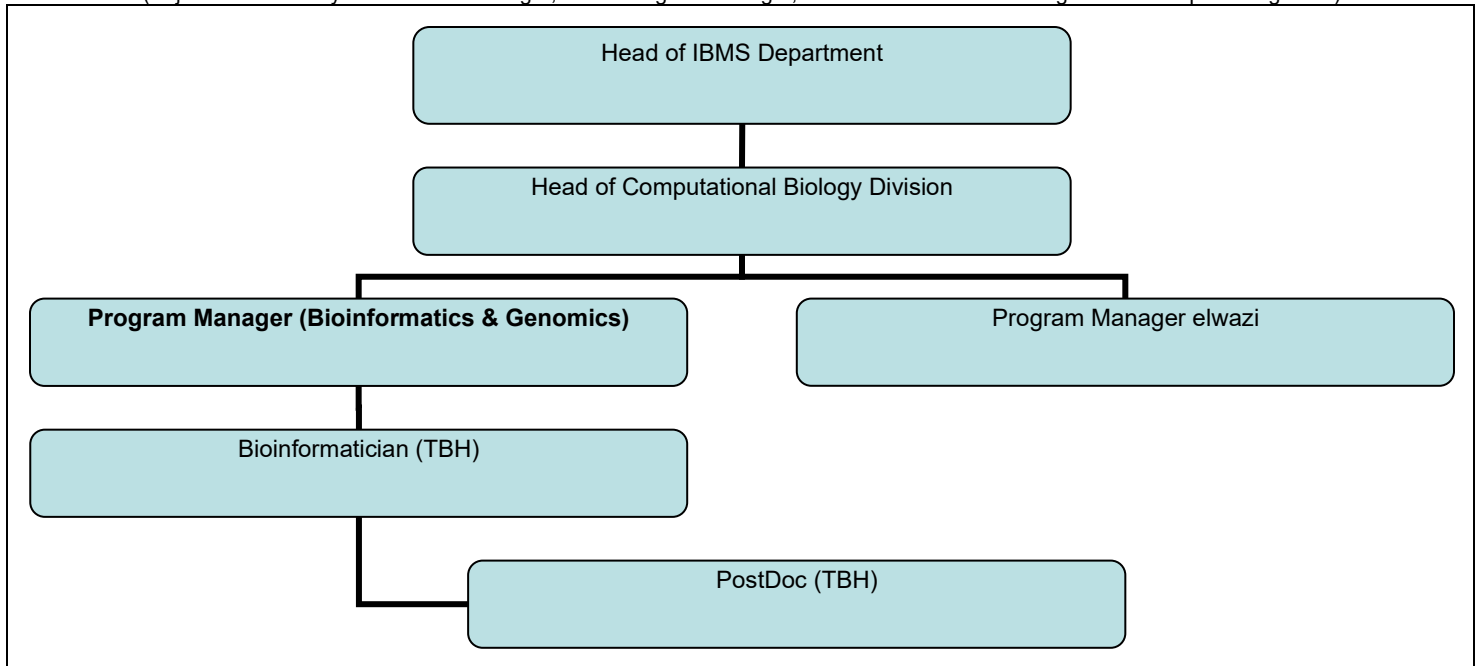 Head of IBMS Department
Head of Computational Biology Division
Program Manager (Bioinformatics & Genomics)
Program Manager elwazi
Bioinformatician (TBH)
PostDoc (TBH)